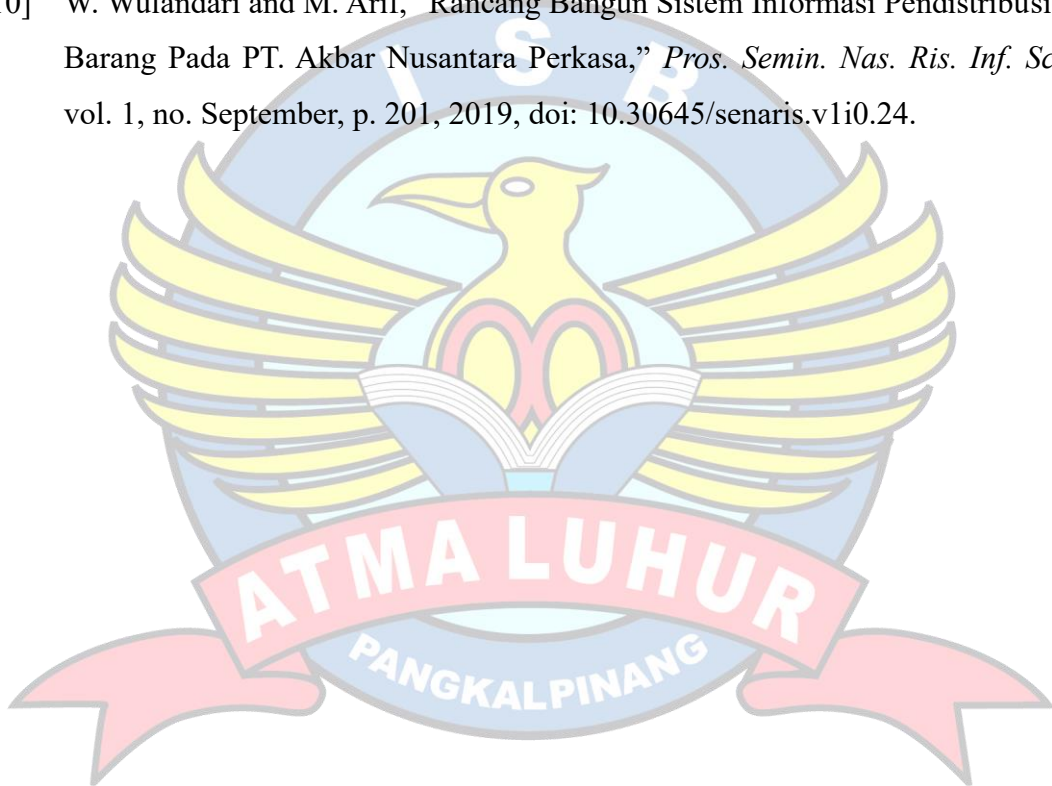 10] W. Wulandari and M. Arif, “Rancang Bangun Sistem Informasi Pendistribusi
Barang Pada PT. Akbar Nusantara Perkasa,” Pros. Semin. Nas. Ris. Inf. Sc
vol. 1, no. September, p. 201, 2019, doi: 10.30645/senaris.v1i0.24.
I S B
ATMA LUHUR
PANGKALPINANG